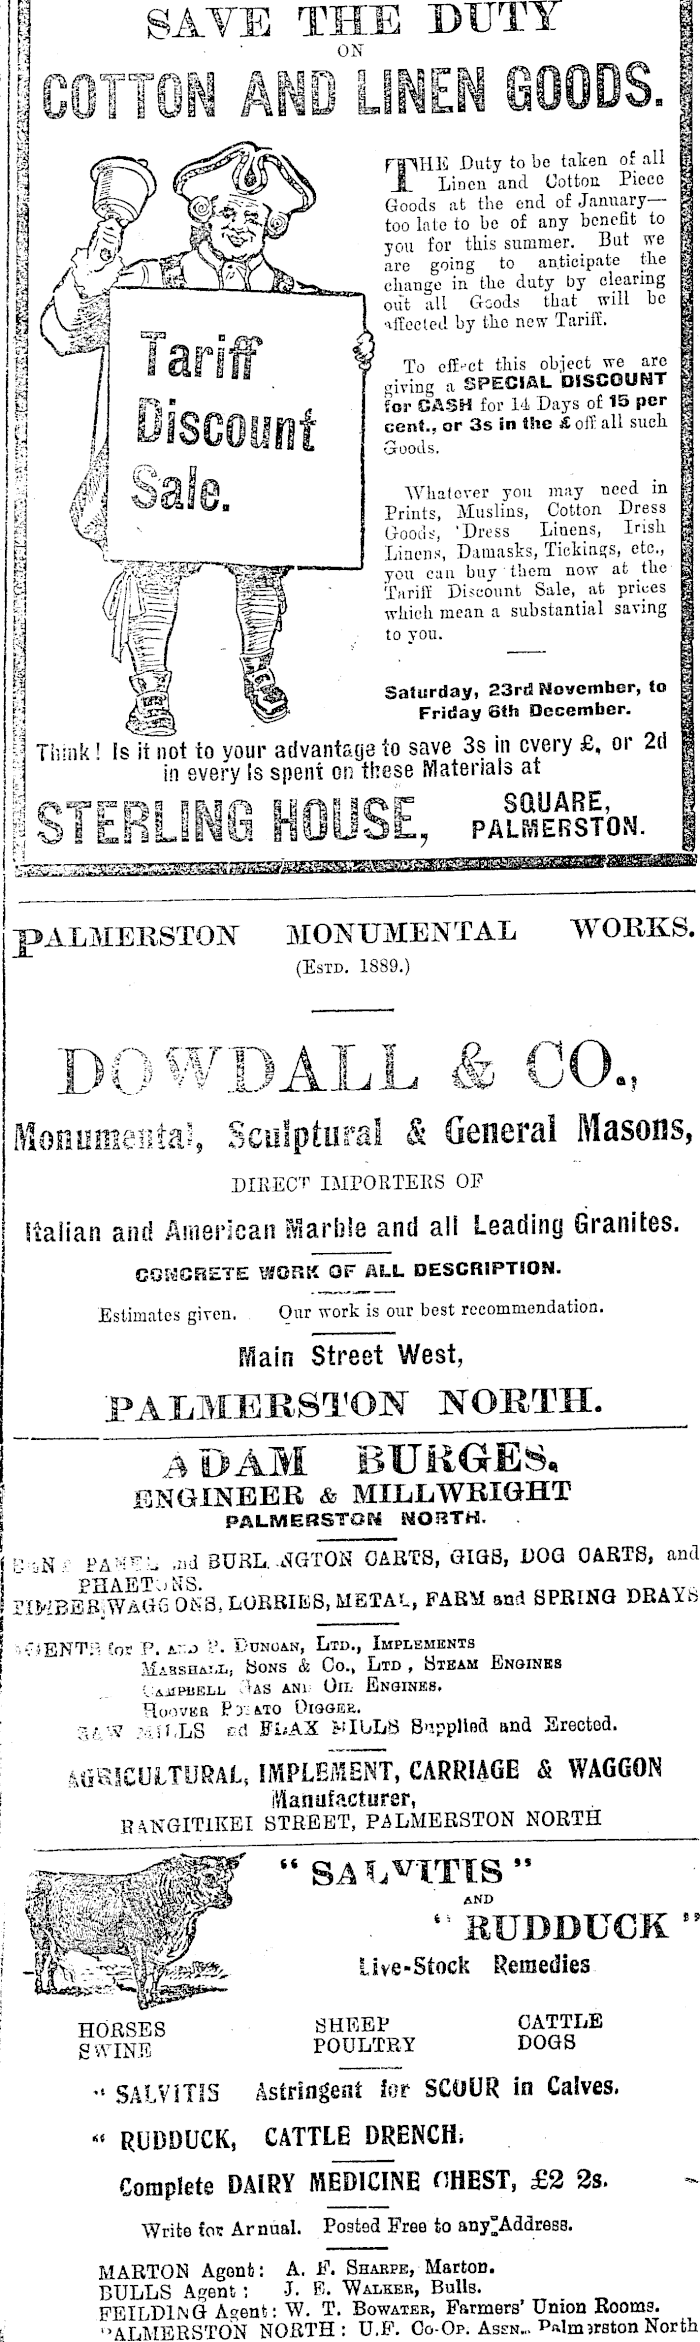 SAVE THE DUTY
ON
COTTON AND LINEN GOODS.
Tariff
Discount
Sale.
THE Duty to be taken of all
Linen and Cotton Piece
Goods at the end of January—
too late to be of any benefit to
you for this summer. But we
are going to anticipate the
change in the duty by clearing
out all Goods that will be
affected by the new Tariff.
To effect this object we are
giving a SPECIAL DISCOUNT
for CASH for 14 Days of 15 per
cent., or 3s in the £ off all such
Goods.
Whatever you may need in
Prints, Muslins, Cotton Dress
Goods, Dress Linens, Irish
Linens, Damasks, Tickings, etc.,
you can buy them now at the
Tariff Discount Sale, at prices
which mean a substantial saving
to you.
Saturday, 23rd November, to
Friday 6th December.
Think! Is it not to your advantage to save 3s in every £, or 2d
in every 1s spent on these Materials at
STERLING HOUSE, SQUARE,
PALMERSTON.
PALMERSTON MONUMENTAL WORKS.
(ESTD. 1889.)
DOWDALL & CO.,
Monumental, Sculptural & General Masons,
DIRECT IMPORTERS OF
Italian and American Marble and all Leading Granites.
CONCRETE WORK OF ALL DESCRIPTION.
Estimates given. Our work is our best recommendation.
Main Street West,
PALMERSTON NORTH.
ADAM BURGES,
ENGINEER & MILLWRIGHT
PALMERSTON NORTH.
PANEL and BURLINGTON CARTS, GIGS, DOG CARTS, and
PHAETONS.
TIMBER WAGGONS, LORRIES, METAL, FARM and SPRING DRAYS
AGENTS for P. AND D. DUNCAN, LTD., IMPLEMENTS
MARSHALL, SONS & CO., LTD, STEAM ENGINES
CAMPBELL GAS AND OIL ENGINES.
HOOVER POTATO DIGGER.
SAW MILLS and FLAX MILLS Supplied and Erected.
AGRICULTURAL, IMPLEMENT, CARRIAGE & WAGGON
Manufacturer,
RANGITIKEI STREET, PALMERSTON NORTH
"SALVITIS"
AND
"RUDDUCK"
Live-Stock Remedies
HORSES SHEEP CATTLE
SWINE POULTRY DOGS
"SALVITIS Astringent for SCOUR in Calves.
"RUDDUCK, CATTLE DRENCH.
Complete DAIRY MEDICINE CHEST, £2 2s.
Write for Annual. Posted Free to any Address.
MARTON Agent: A. F. SHARPE, Marton.
BULLS Agent: J. E. WALKER, Bulls.
FEILDING Agent: W. T. BOWATER, Farmers' Union Rooms.
PALMERSTON NORTH: U.F. CO-OP. ASSN., Palmerston North